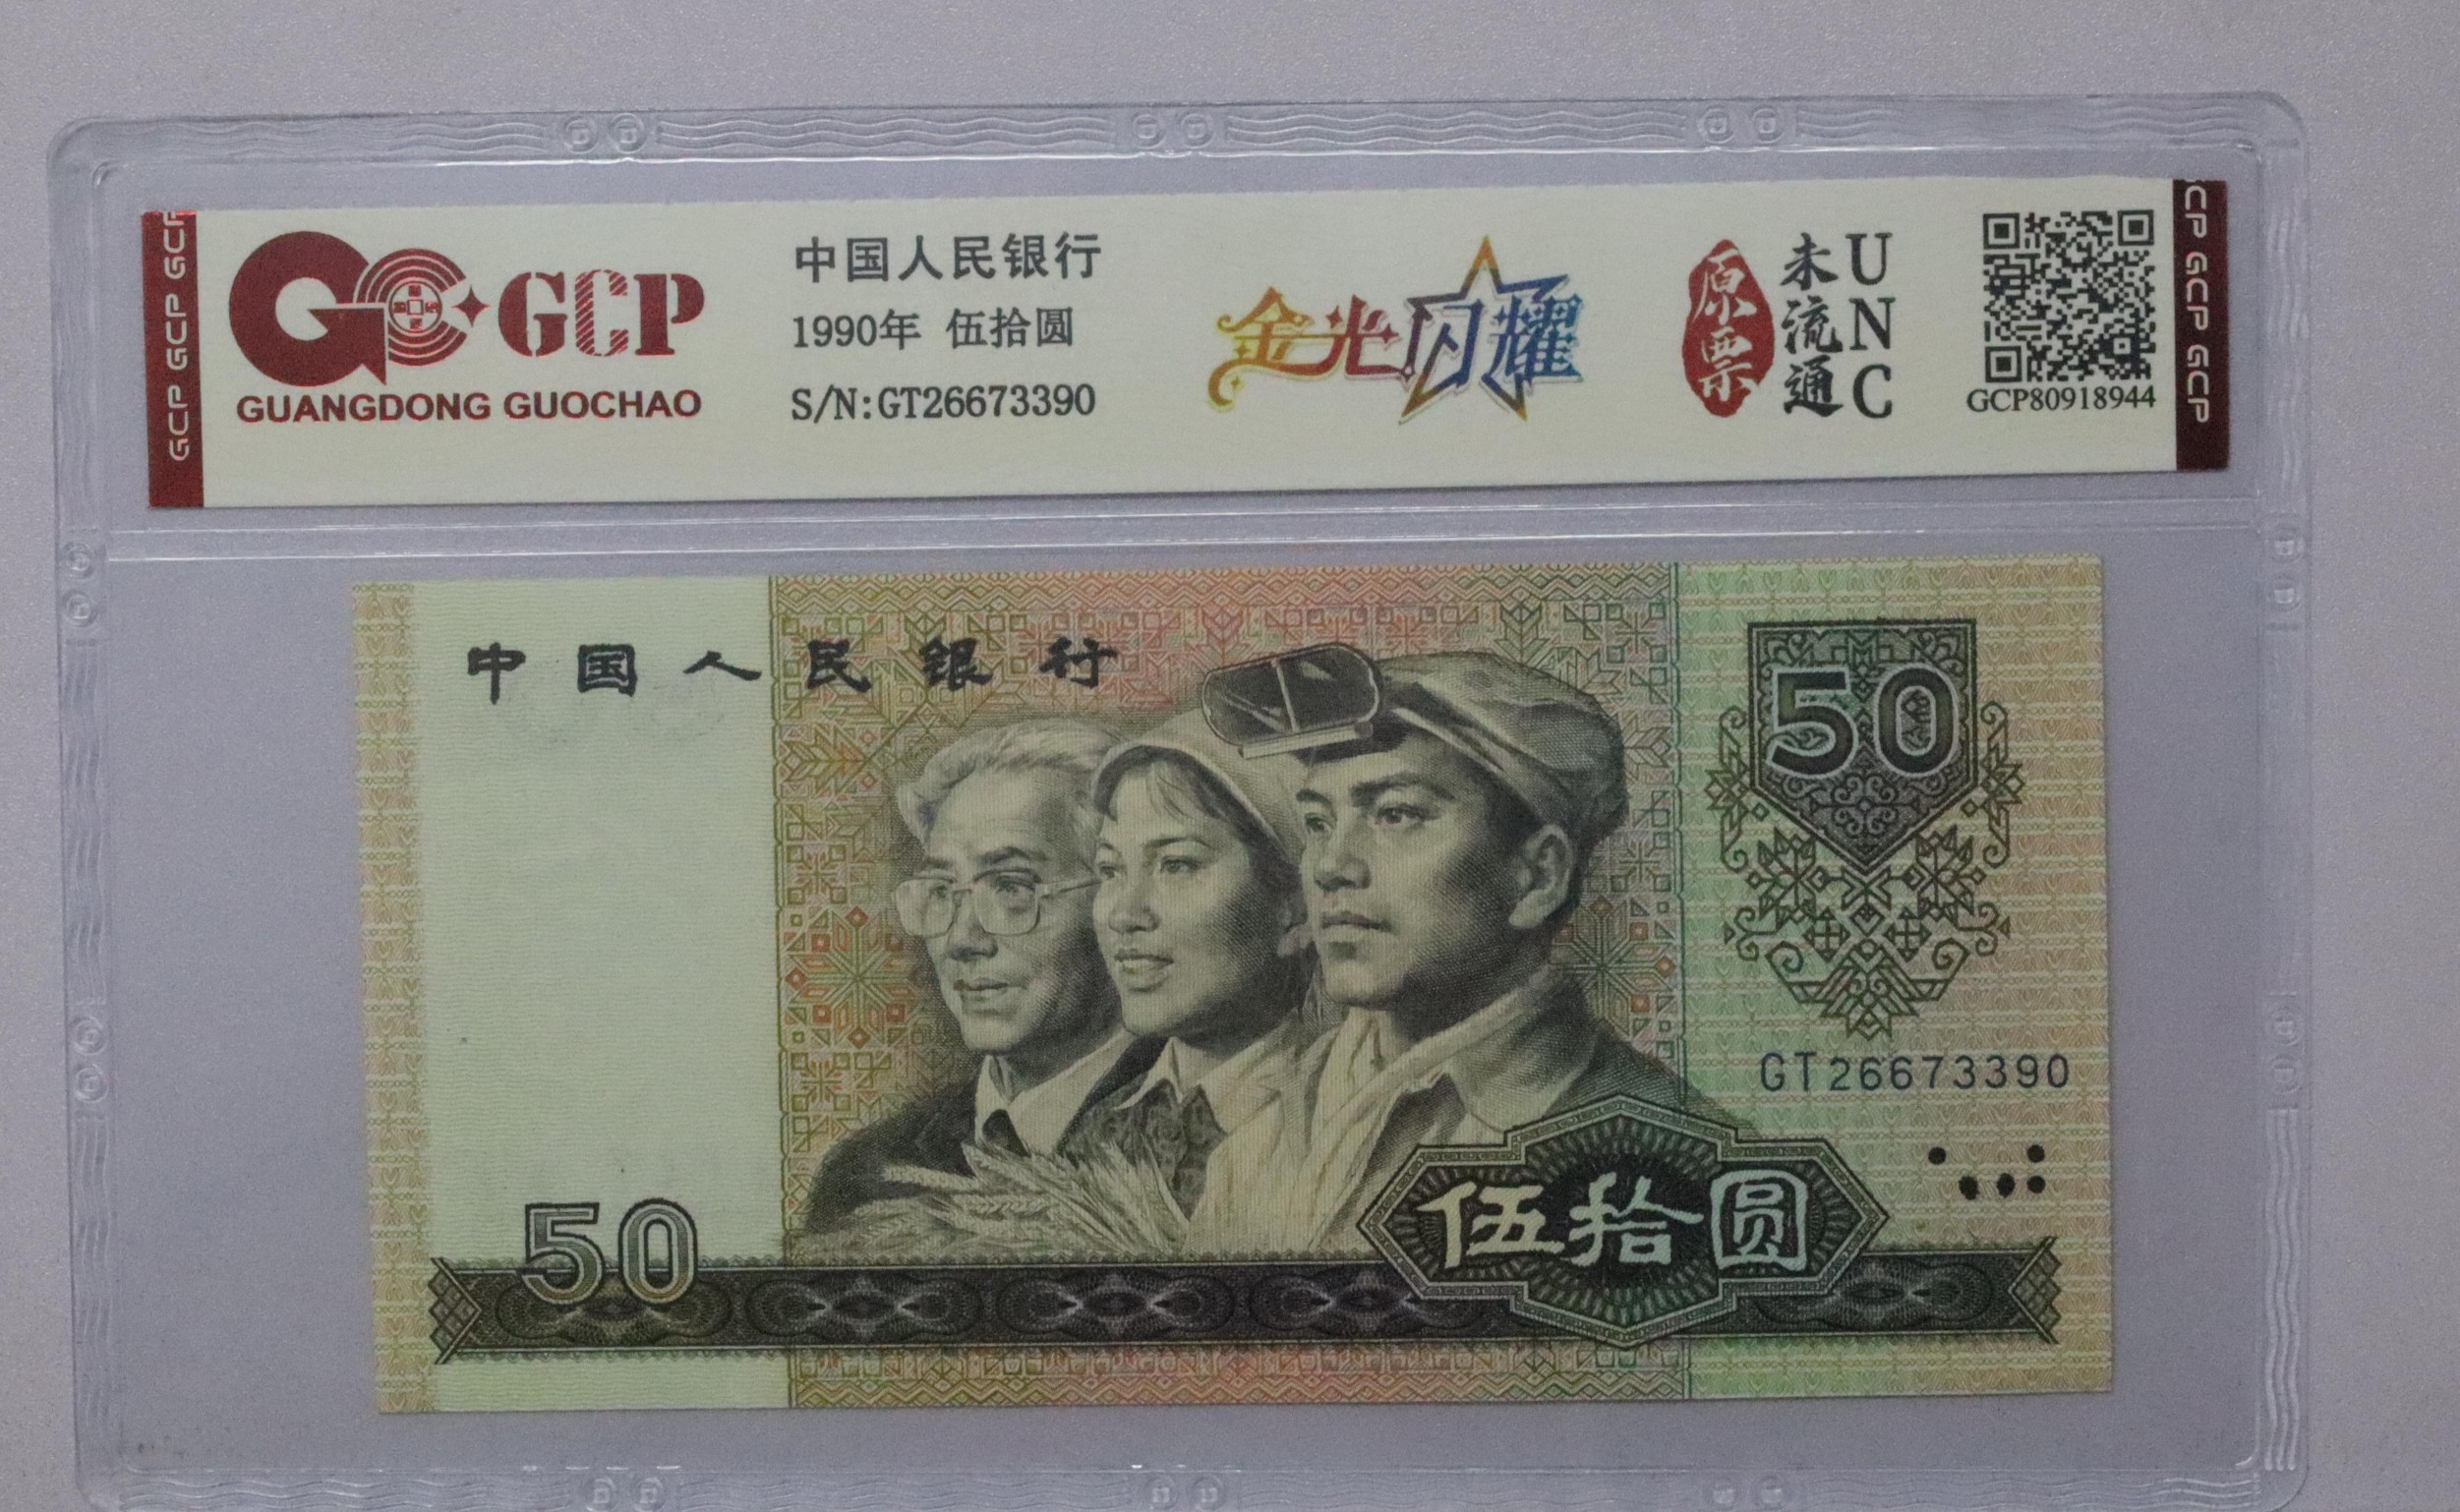 GCP GCP GCP
GCP
GUANGDONG GUOCHAO
中国人民银行
1990年 伍拾圆
S/N:GT26673390
金光闪耀
原票
未流通
UNC
GCP80918944
GCP GCP GCP
中国人民银行
50
GT26673390
50
伍拾圆